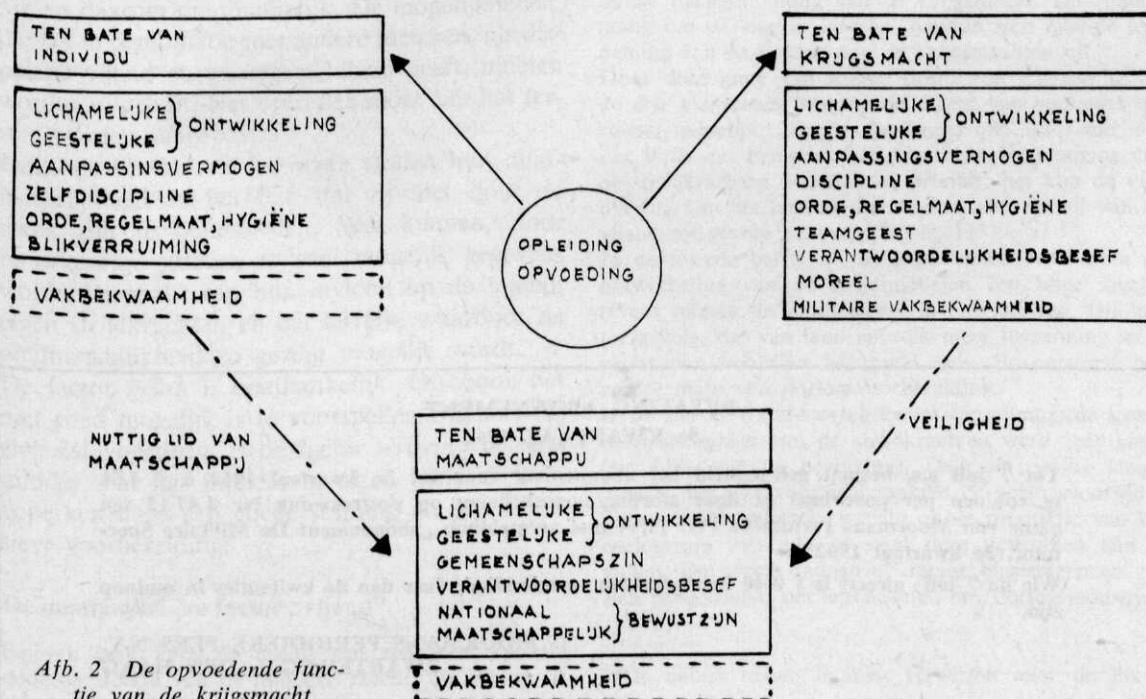 TEN BATE VAN
INDIVIDU
LICHAMELIJKE
GEESTELIJKE } ONTWIKKELING
AANPASSINSVERMOGEN
ZELFDISCIPLINE
ORDE, REGELMAAT, HYGIËNE
BLIKVERRUIMING
VAKBEKWAAMHEID
OPLEIDING
OPVOEDING
TEN BATE VAN
KRIJGSMACHT
LICHAMELIJKE
GEESTELIJKE } ONTWIKKELING
AANPASSINGSVERMOGEN
DISCIPLINE
ORDE, REGELMAAT, HYGIËNE
TEAMGEEST
VERANTWOORDELIJKHEIDSBESEF
MOREEL
MILITAIRE VAKBEKWAAMHEID
NUTTIG LID VAN
MAATSCHAPPIJ
VEILIGHEID
TEN BATE VAN
MAATSCHAPPIJ
LICHAMELIJKE
GEESTELIJKE } ONTWIKKELING
GEMEENSCHAPSZIN
VERANTWOORDELIJKHEIDSBESEF
NATIONAAL
MAATSCHAPPELIJK } BEWUSTZIJN
VAKBEKWAAMHEID
Afb. 2 De opvoedende func-
tie van de krijgsmacht